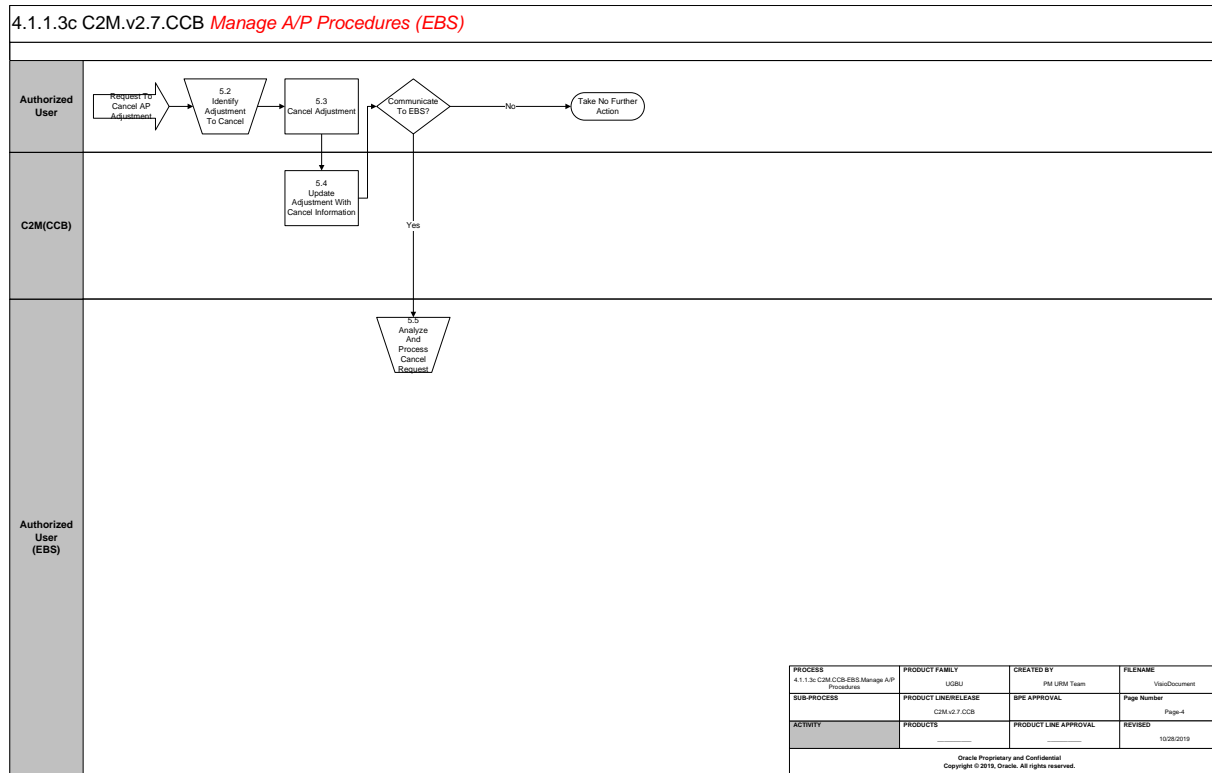 4.1.1.3c C2M.v2.7.CCB Manage A/P Procedures (EBS)
Authorized
User
Request To
Cancel AP
Adjustment
5.2
Identify
Adjustment
To Cancel
5.3
Cancel Adjustment
Communicate
To EBS?
No
Take No Further
Action
C2M(CCB)
5.4
Update
Adjustment With
Cancel Information
Yes
Authorized
User
(EBS)
5.5
Analyze
And
Process
Cancel
Request
PROCESS
4.1.1.3c C2M.CCB-EBS.Manage A/P
Procedures
PRODUCT FAMILY
UGBU
CREATED BY
PM URM Team
FILENAME
VisioDocument
SUB-PROCESS
PRODUCT LINE/RELEASE
C2M.v2.7.CCB
BPE APPROVAL
Page Number
Page-4
ACTIVITY
PRODUCTS
PRODUCT LINE APPROVAL
REVISED
10/28/2019
Oracle Proprietary and Confidential
Copyright © 2019, Oracle. All rights reserved.